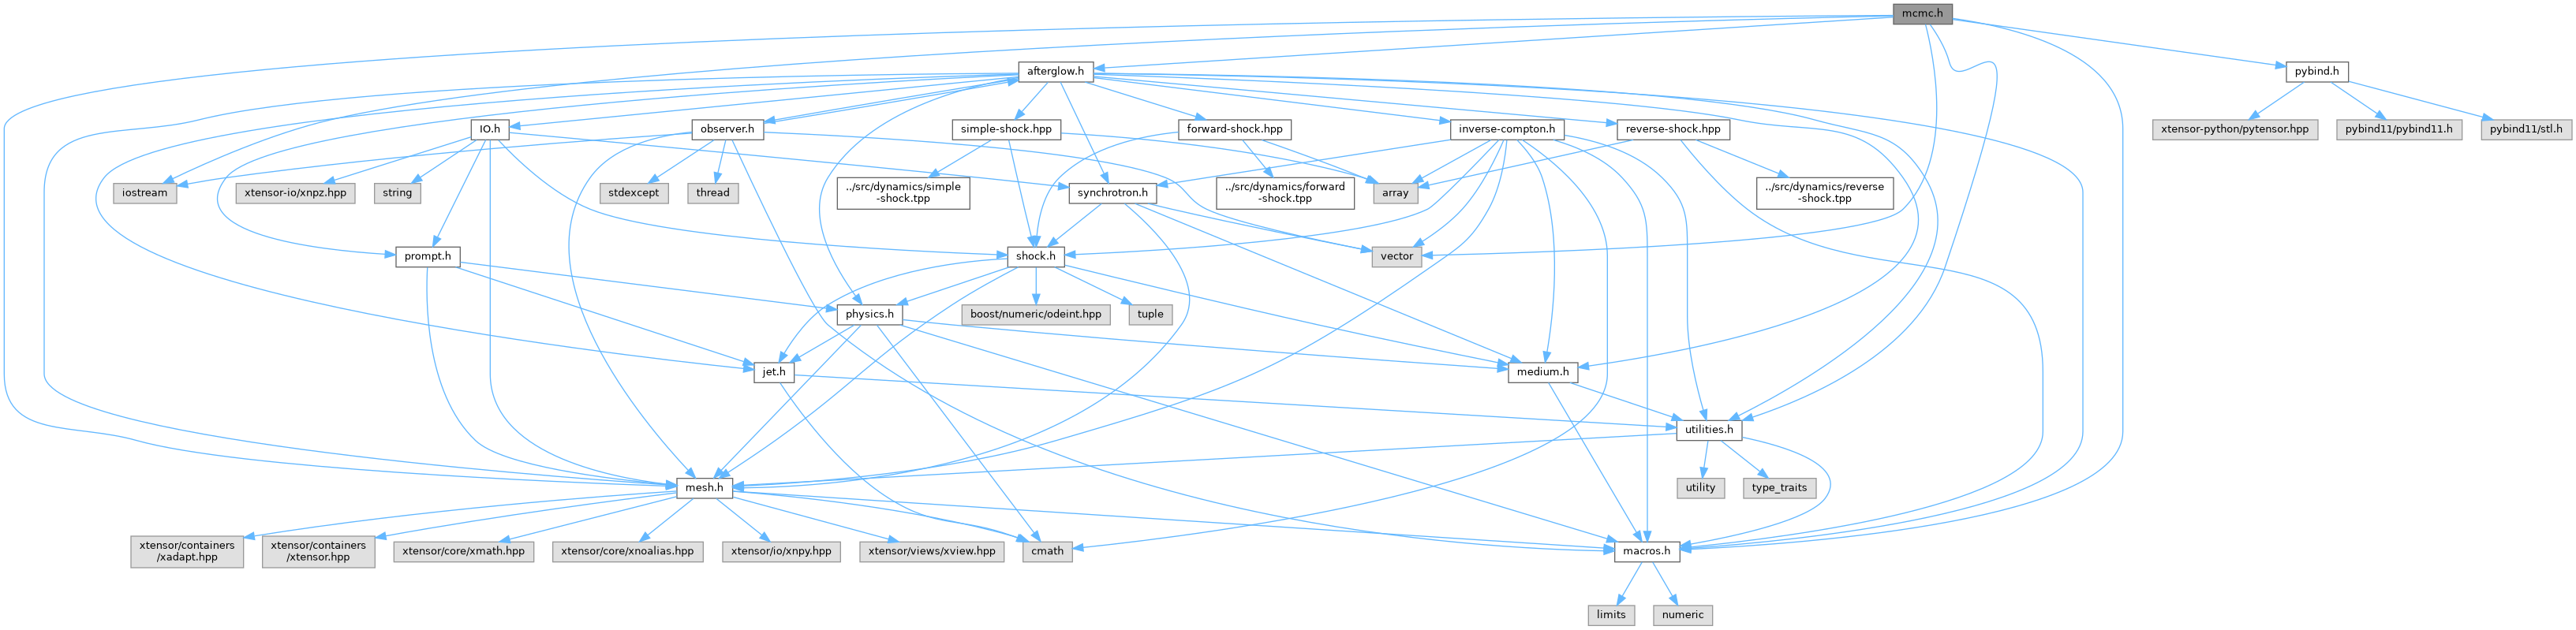 mcmc.h
afterglow.h
pybind.h
IO.h
observer.h
simple-shock.hpp
forward-shock.hpp
inverse-compton.h
reverse-shock.hpp
xtensor-python/pytensor.hpp
pybind11/pybind11.h
pybind11/stl.h
iostream
xtensor-io/xnpz.hpp
string
stdexcept
thread
../src/dynamics/simple
-shock.tpp
synchrotron.h
../src/dynamics/forward
-shock.tpp
array
../src/dynamics/reverse
-shock.tpp
prompt.h
shock.h
vector
physics.h
boost/numeric/odeint.hpp
tuple
jet.h
medium.h
utilities.h
mesh.h
utility
type_traits
xtensor/containers
/xadapt.hpp
xtensor/containers
/xtensor.hpp
xtensor/core/xmath.hpp
xtensor/core/xnoalias.hpp
xtensor/io/xnpy.hpp
xtensor/views/xview.hpp
cmath
macros.h
limits
numeric